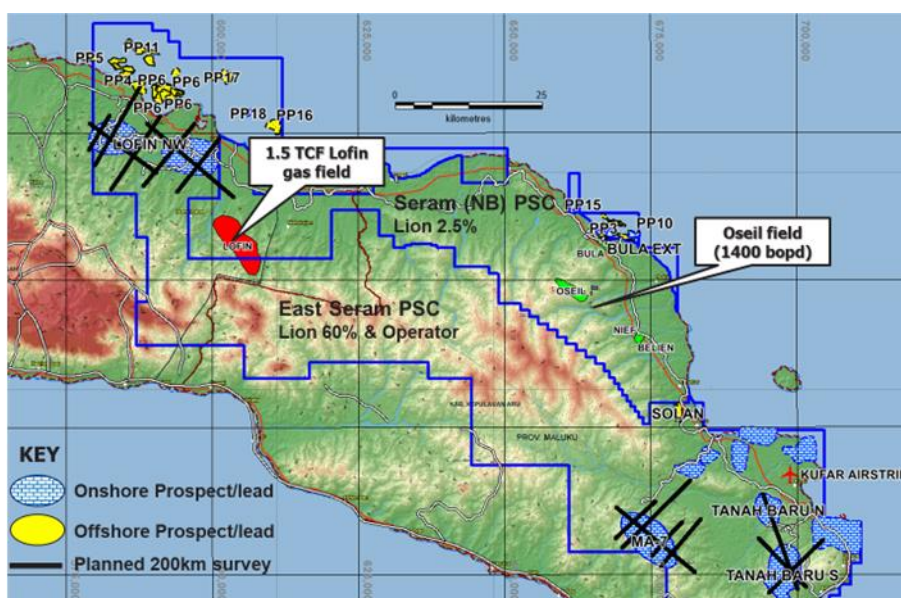 600,000
625,000
650,000
675,000
700,000
PP11
PP5
PP4
PP6
PP6
PP17
PP6
PP6
PP18
PP16
25
kilometres
LOFIN NW
1.5 TCF Lofin
gas field
Seram (NB) PSC
Lion 2.5%
PP15
PP10
BULA
BULA EXT
Oseil field
(1400 bopd)
LOFIN
OSEIL
East Seram PSC
Lion 60% & Operator
NIEF
BELIEN
SOLAN
PROV. MALUKU
KEY
Onshore Prospect/lead
Offshore Prospect/lead
Planned 200km survey
KUFAR AIRSTRI
TANAH BARU N
MA-7
TANAH BARU S